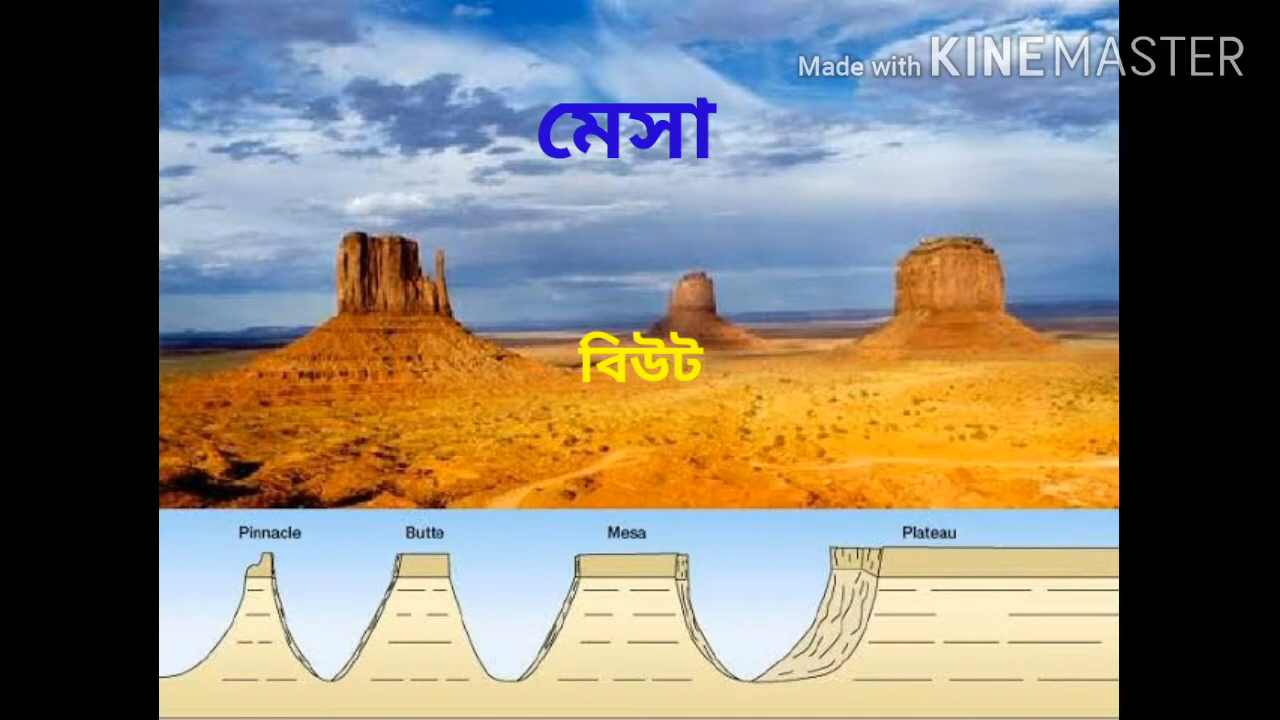 Made with KINEMASTER
মেসা
বিউট
Pinnacle Butte Mesa Plateau